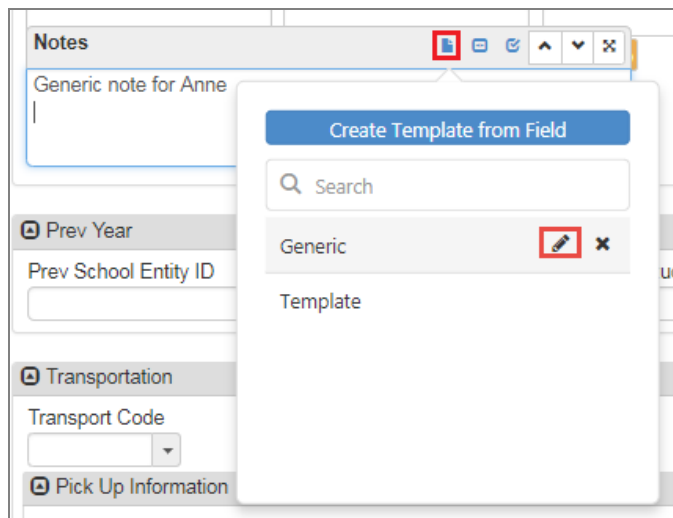 Notes
Generic note for Anne
Create Template from Field
Search
Generic
Template
Prev Year
Prev School Entity ID
Transportation
Transport Code
Pick Up Information